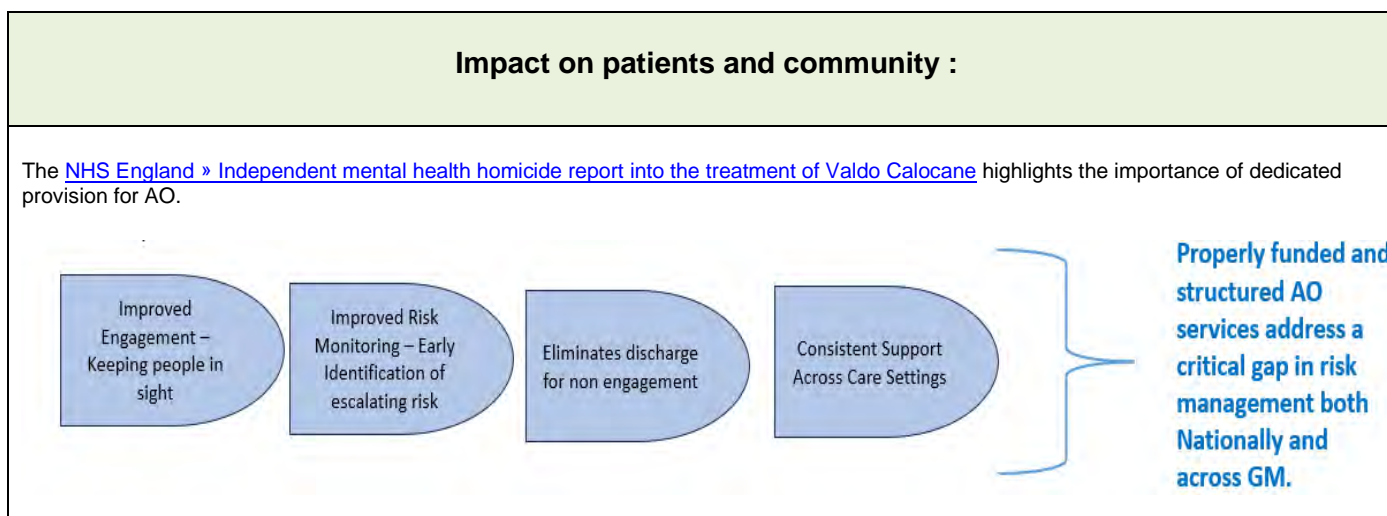 Impact on patients and community :
The NHS England » Independent mental health homicide report into the treatment of Valdo Calocane highlights the importance of dedicated
provision for AO.
Improved
Engagement –
Keeping people in
sight
Improved Risk
Monitoring – Early
Identification of
escalating risk
Eliminates discharge
for non engagement
Consistent Support
Across Care Settings
Properly funded and
structured AO
services address a
critical gap in risk
management both
Nationally and
across GM.